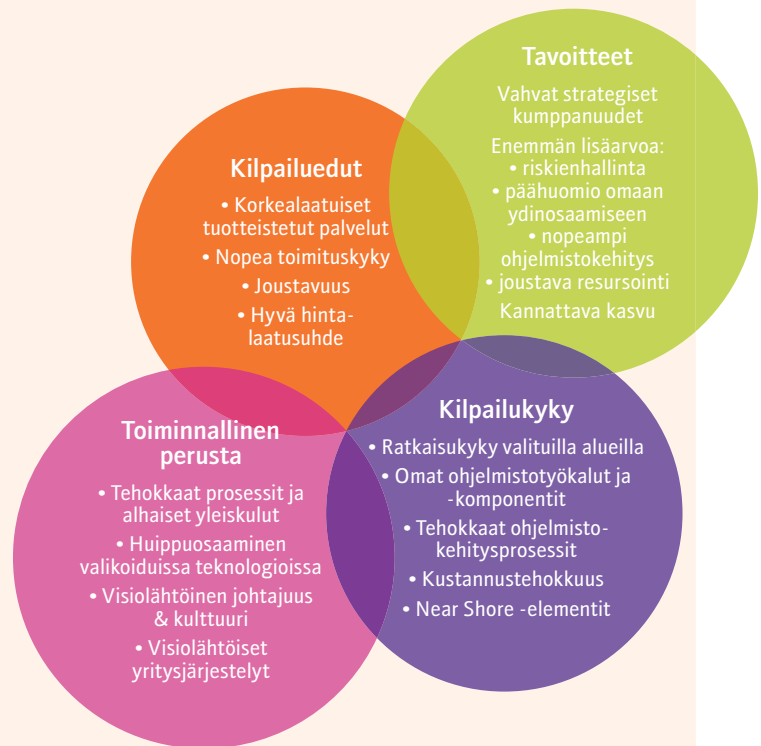 Tavoitteet
Vahvat strategiset
kumppanuudet
Enemmän lisäarvoa:
• riskienhallinta
• päähuomio omaan
ydinosaamiseen
• nopeampi
ohjelmistokehitys
• joustava resursointi
Kannattava kasvu
Kilpailuedut
• Korkealaatuiset
tuotteistetut palvelut
• Nopea toimituskyky
• Joustavuus
• Hyvä hinta-
laatusuhde
Kilpailukyky
• Ratkaisukyky valituilla alueilla
• Omat ohjelmistotyökalut ja
-komponentit
• Tehokkaat ohjelmisto-
kehitysprosessit
• Kustannustehokkuus
• Near Shore -elementit
Toiminnallinen
perusta
• Tehokkaat prosessit ja
alhaiset yleiskulut
• Huippuosaaminen
valikoiduissa teknologioissa
• Visiolähtöinen johtajuus
& kulttuuri
• Visiolähtöiset
yritysjärjestelyt